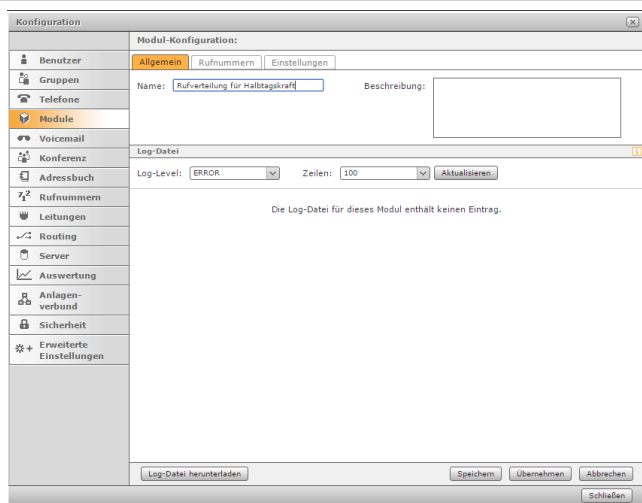 Konfiguration
Modul-Konfiguration:
Benutzer
Gruppen
Telefone
Module
Voicemail
Konferenz
Adressbuch
Rufnummern
Leitungen
Routing
Server
Auswertung
Anlagen-
verbund
Sicherheit
Erweiterte
Einstellungen
Allgemein Rufnummern Einstellungen
Name: Rufverteilung für Halbtagskraft Beschreibung:
Log-Datei
Log-Level: ERROR Zeilen: 100 Aktualisieren
Die Log-Datei für dieses Modul enthält keinen Eintrag.
Log-Datei herunterladen Speichern Übernehmen Abbrechen
Schließen